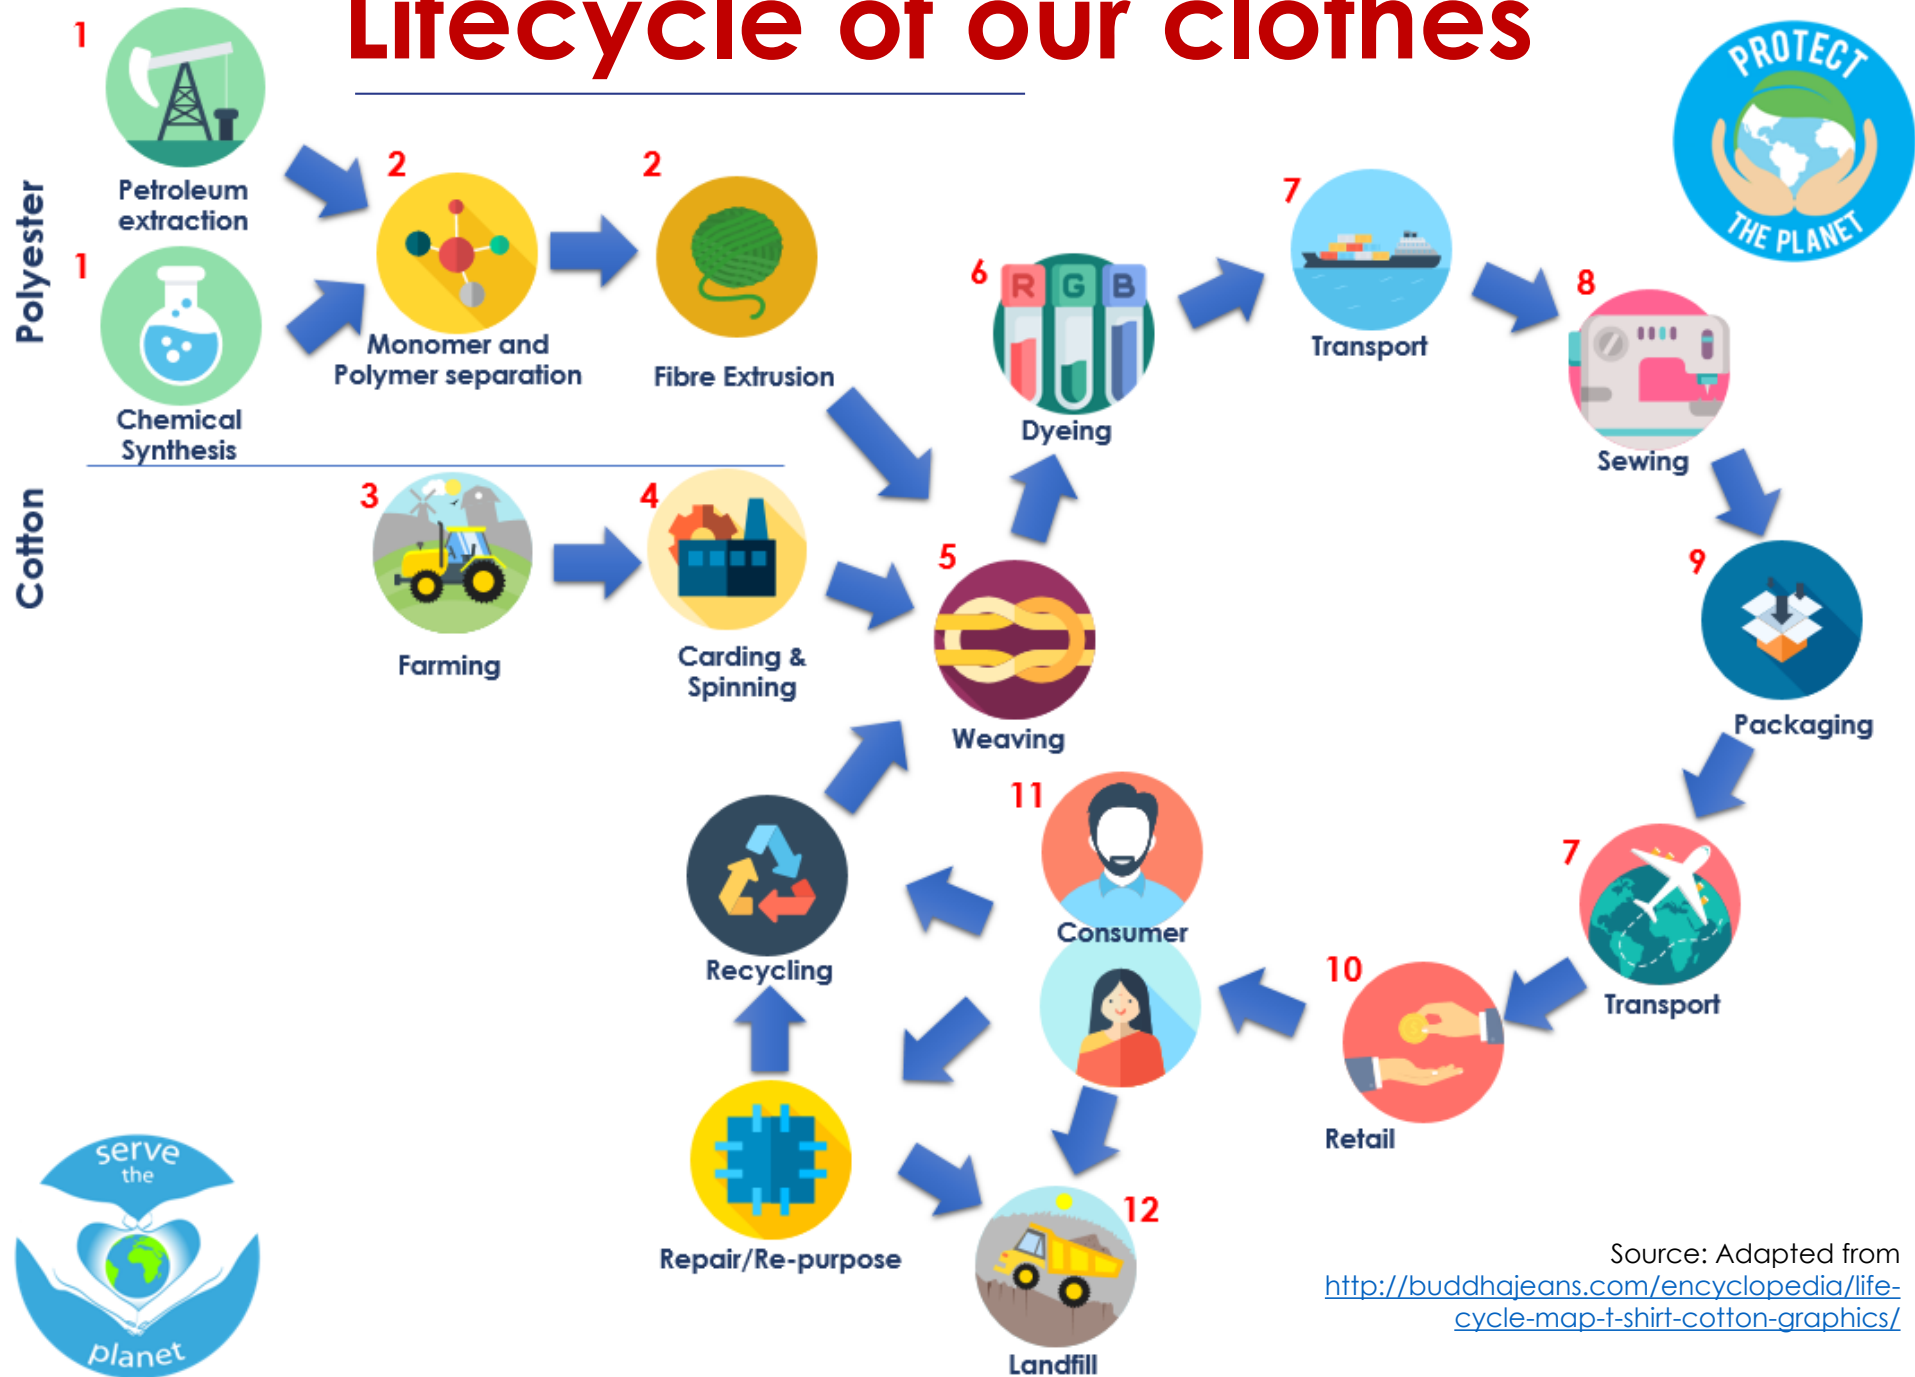 Lifecycle of our clothes
PROTECT
THE PLANET
Polyester
1
Petroleum
extraction
1
Chemical
Synthesis
2
Monomer and
Polymer separation
2
Fibre Extrusion
Cotton
3
Farming
4
Carding &
Spinning
5
Weaving
6
R G B
Dyeing
7
Transport
8
Sewing
9
Packaging
7
Transport
10
Retail
11
Consumer
Recycling
Repair/Re-purpose
12
Landfill
serve
the
planet
Source: Adapted from
http://buddhajeans.com/encyclopedia/life-
cycle-map-t-shirt-cotton-graphics/